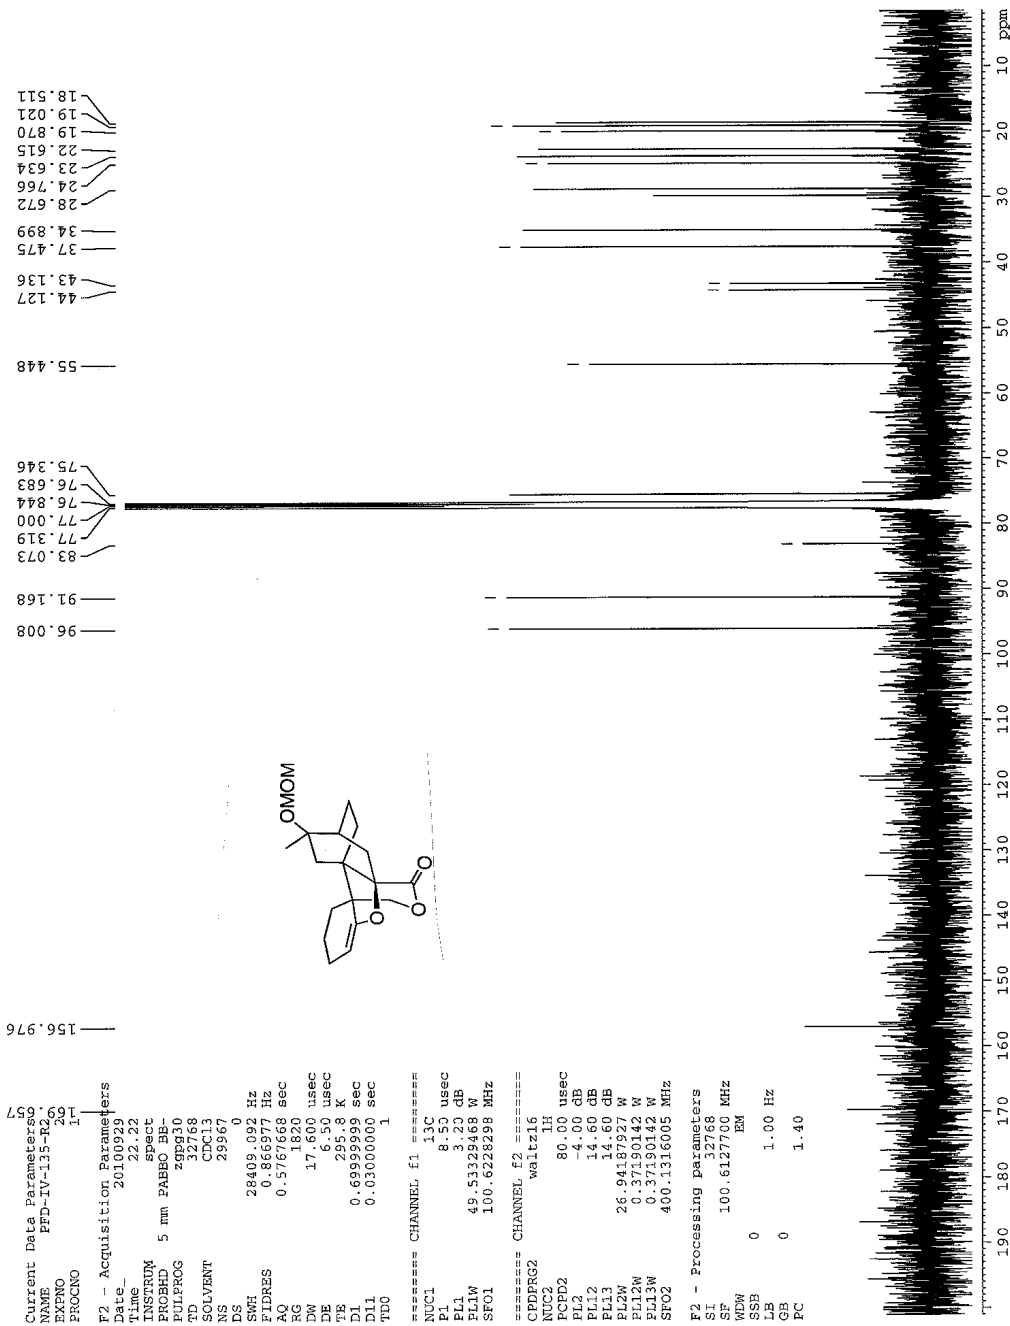 Current Data Parameters
NAME PFD-IV-135-R2
EXPNO 20
PROCNO 1
F2 - Acquisition Parameters
Date_ 20100929
Time 22.22
INSTRUM spect
PROBHD 5 mm PABBO BB-
PULPROG zgpg30
TD 32768
SOLVENT CDCl3
NS 29967
DS 0
SWH 28409.092 Hz
FIDRES 0.866977 Hz
AQ 0.5767668 sec
RG 1820
DW 17.600 usec
DE 6.50 usec
TE 295.8 K
D1 0.69999999 sec
D11 0.03000000 sec
TD0 1
======== CHANNEL f1 ========
NUC1 13C
P1 8.50 usec
PL1 3.20 dB
PL1W 49.53329468 W
SFO1 100.6228298 MHz
======== CHANNEL f2 ========
CPDPRG2 waltz16
NUC2 1H
PCPD2 80.00 usec
PL2 -4.00 dB
PL12 14.60 dB
PL13 14.60 dB
PL2W 26.94187927 W
PL12W 0.37190142 W
PL13W 0.37190142 W
SFO2 400.1316005 MHz
F2 - Processing parameters
SI 32768
SF 100.6127700 MHz
WDW EM
SSB 0
LB 1.00 Hz
GB 0
PC 1.40
169.657
156.976
96.008
91.168
83.073
77.319
77.000
76.844
76.683
75.346
55.448
44.127
43.136
37.475
34.899
28.672
24.766
23.634
22.615
19.870
19.021
18.511
OMOM
O
O
O
190 180 170 160 150 140 130 120 110 100 90 80 70 60 50 40 30 20 10 ppm